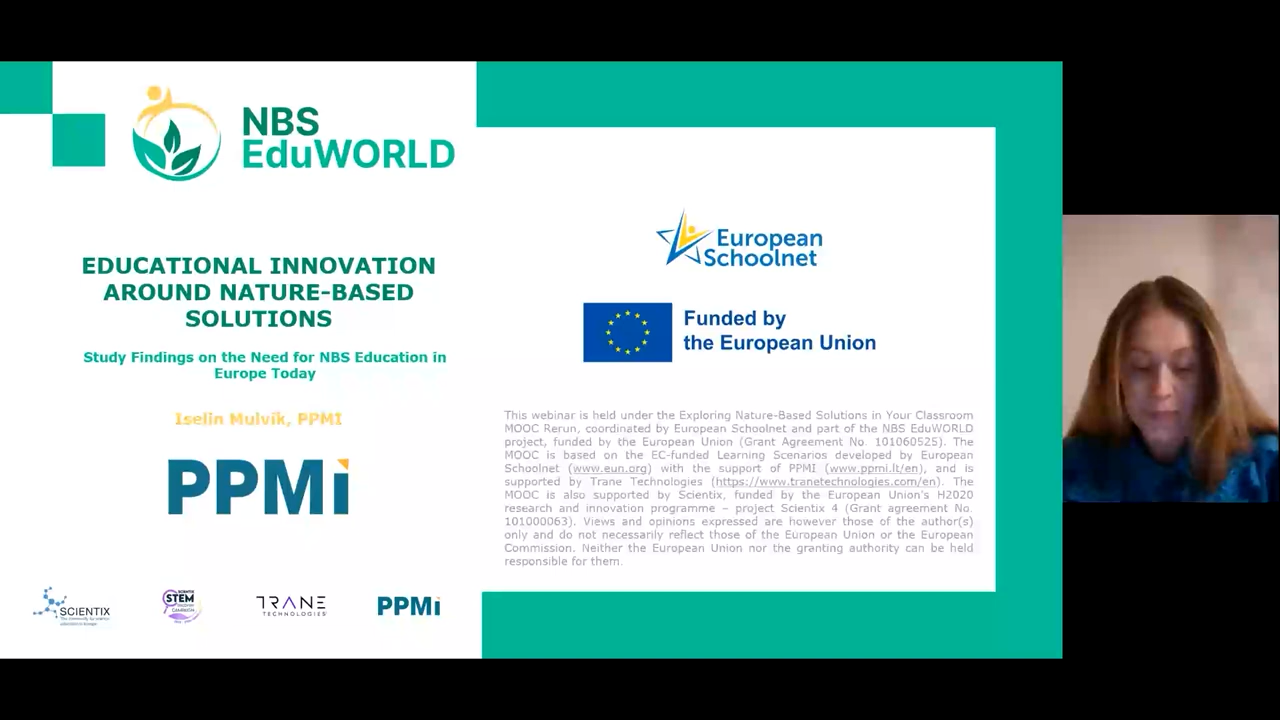 NBS
EduWORLD
EDUCATIONAL INNOVATION
AROUND NATURE-BASED
SOLUTIONS
Study Findings on the Need for NBS Education in
Europe Today
Iselin Mulvik, PPMI
PPMi
SCIENTIX
SCIENTIX
STEM
TRANE
TECHNOLOGIES
PPMi
European
Schoolnet
Funded by
the European Union
This webinar is held under the Exploring Nature-Based Solutions in Your Classroom
MOOC Rerun, coordinated by European Schoolnet and part of the NBS EduWORLD
project, funded by the European Union (Grant Agreement No. 101060525). The
MOOC is based on the EC-funded Learning Scenarios developed by European
Schoolnet (www.eun.org) with the support of PPMI (www.ppmi.lt/en), and is
supported by Trane Technologies (https://www.tranetechnologies.com/en). The
MOOC is also supported by Scientix, funded by the European Union's H2020
research and innovation programme – project Scientix 4 (Grant agreement No.
101000063). Views and opinions expressed are however those of the author(s)
only and do not necessarily reflect those of the European Union or the European
Commission. Neither the European Union nor the granting authority can be held
responsible for them.